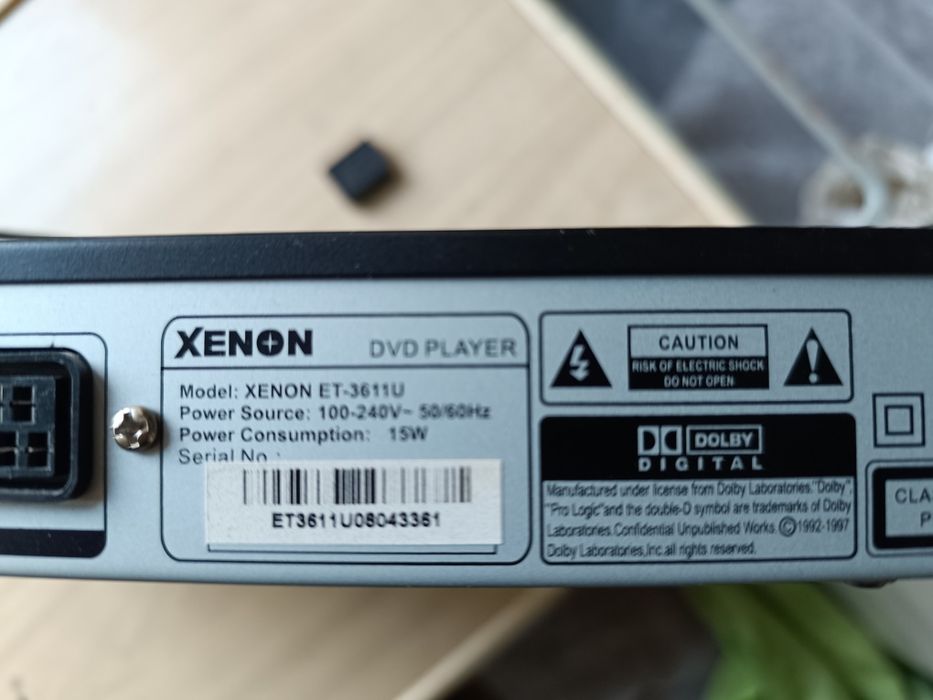 XENON DVD PLAYER
Model: XENON ET-3611U
Power Source: 100-240V~ 50/60Hz
Power Consumption: 15W
Serial No.:
ET3611U08043361
CAUTION
RISK OF ELECTRIC SHOCK
DO NOT OPEN
DOLBY
DIGITAL
Manufactured under license from Dolby Laboratories."Dolby",
"Pro Logic"and the double-D symbol are trademarks of Dolby
Laboratories.Confidential Unpublished Works.©1992-1997
Dolby Laboratories,Inc.all rights reserved.
CLA
P